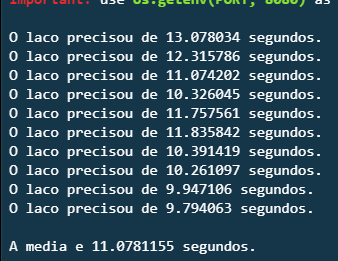 important: use os.getenv(PORT, 8080) as
O laco precisou de 13.078034 segundos.
O laco precisou de 12.315786 segundos.
O laco precisou de 11.074202 segundos.
O laco precisou de 10.326045 segundos.
O laco precisou de 11.757561 segundos.
O laco precisou de 11.835842 segundos.
O laco precisou de 10.391419 segundos.
O laco precisou de 10.261097 segundos.
O laco precisou de 9.947106 segundos.
O laco precisou de 9.794063 segundos.
A media e 11.0781155 segundos.